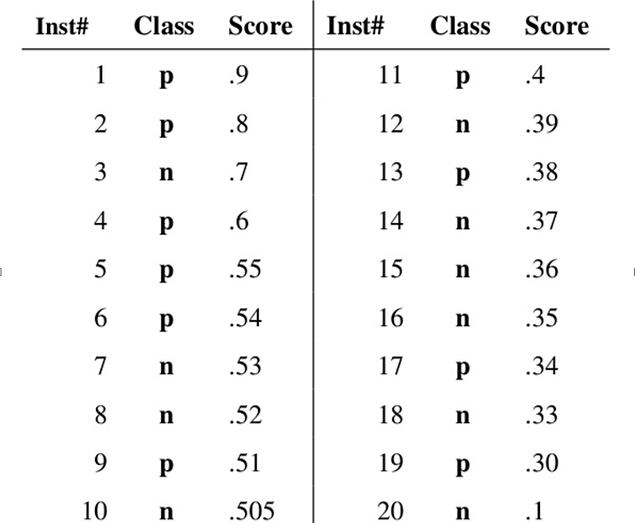 Inst# Class Score Inst# Class Score
1 p .9 11 p .4
2 p .8 12 n .39
3 n .7 13 p .38
4 p .6 14 n .37
5 p .55 15 n .36
6 p .54 16 n .35
7 n .53 17 p .34
8 n .52 18 n .33
9 p .51 19 p .30
10 n .505 20 n .1